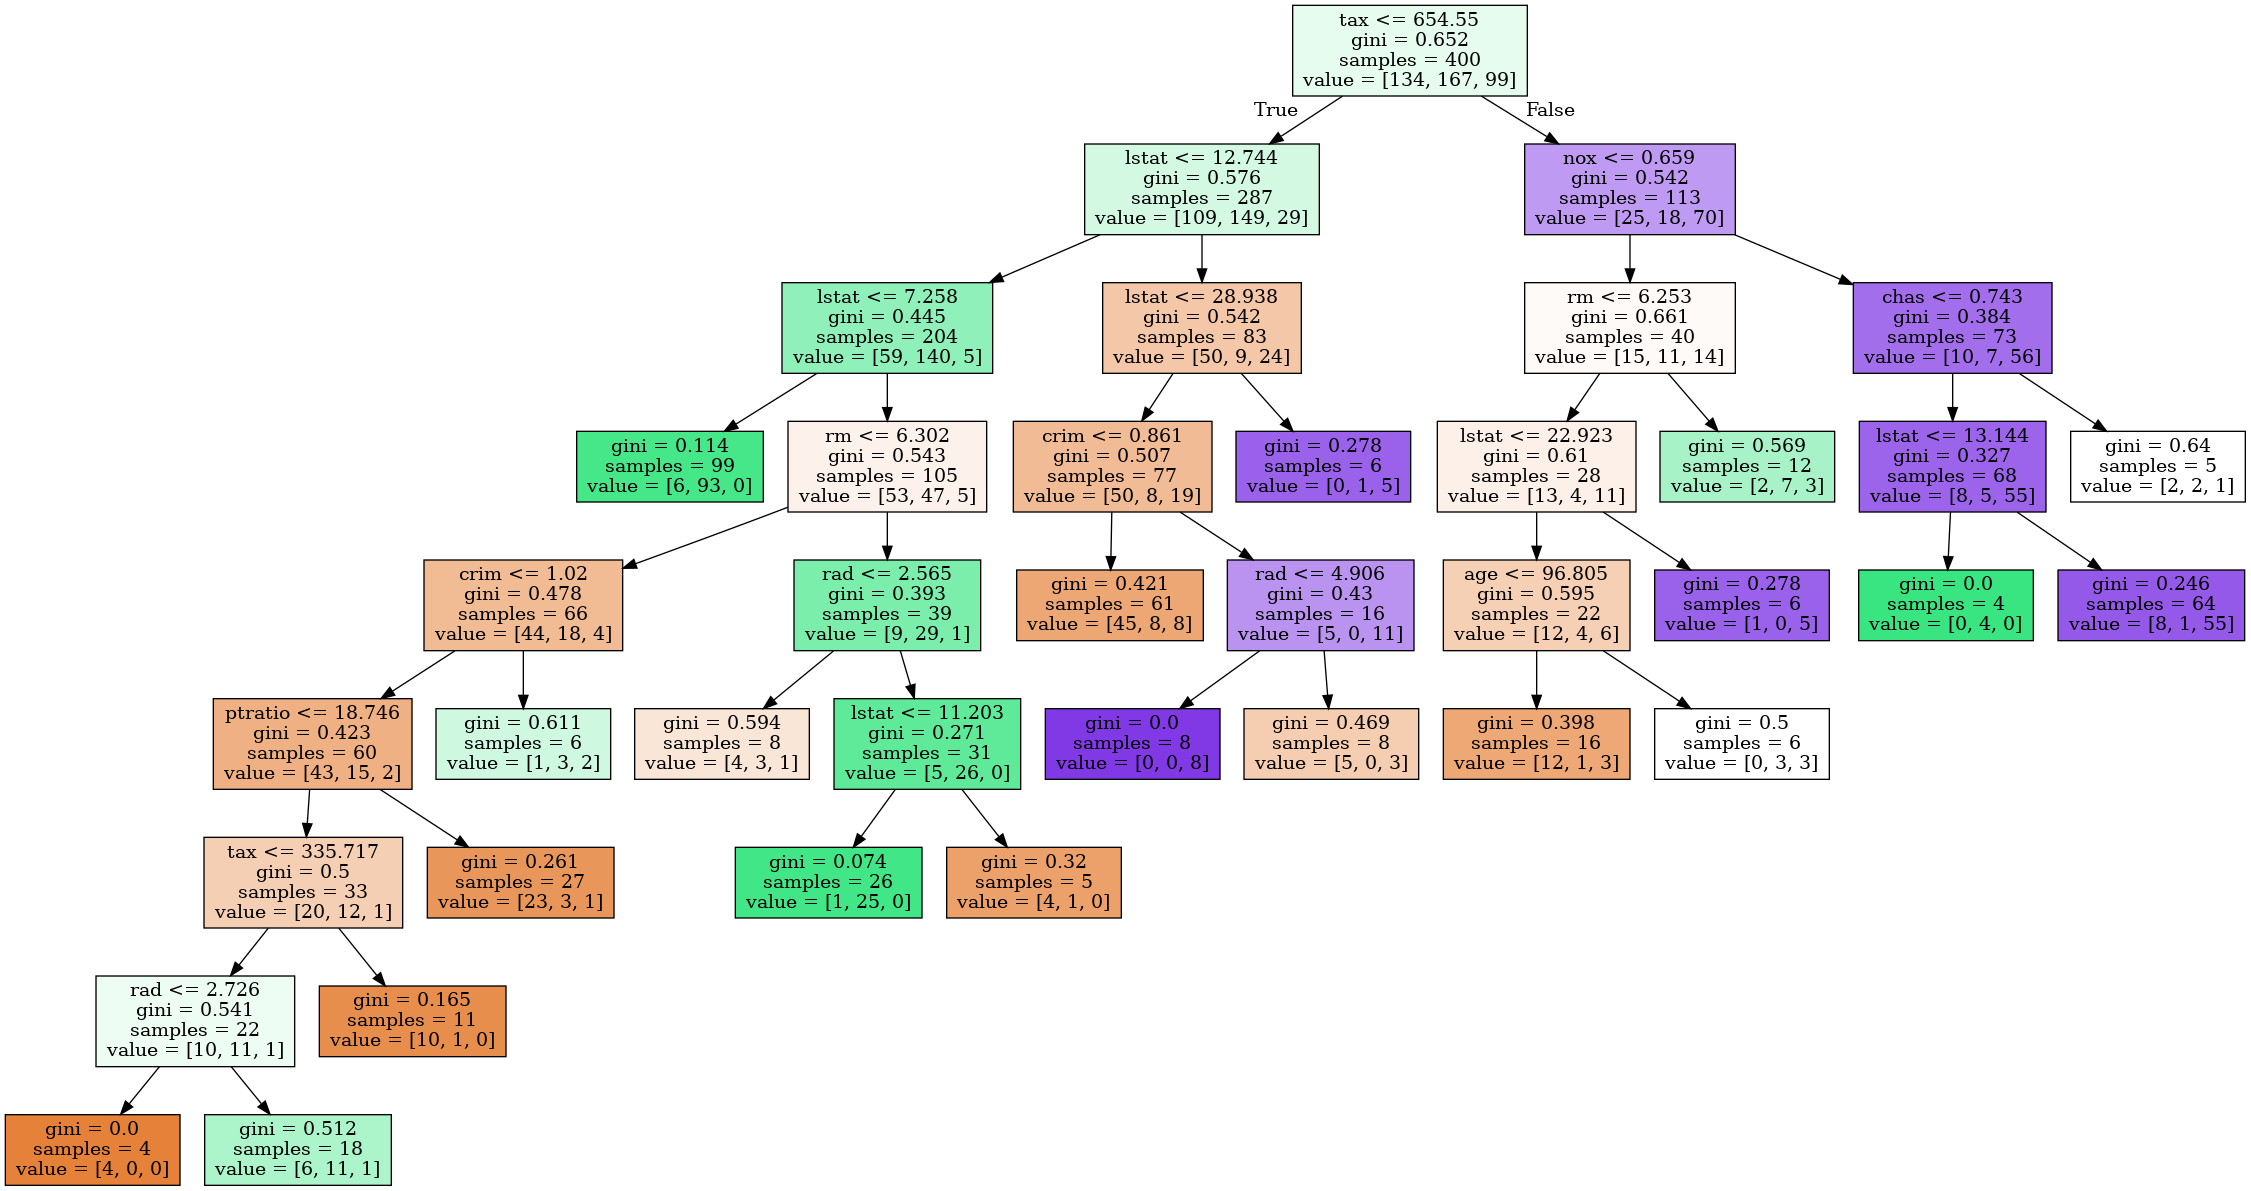 tax <= 654.55
gini = 0.652
samples = 400
value = [134, 167, 99]
True
False
lstat <= 12.744
gini = 0.576
samples = 287
value = [109, 149, 29]
nox <= 0.659
gini = 0.542
samples = 113
value = [25, 18, 70]
lstat <= 7.258
gini = 0.445
samples = 204
value = [59, 140, 5]
lstat <= 28.938
gini = 0.542
samples = 83
value = [50, 9, 24]
rm <= 6.253
gini = 0.661
samples = 40
value = [15, 11, 14]
chas <= 0.743
gini = 0.384
samples = 73
value = [10, 7, 56]
gini = 0.114
samples = 99
value = [6, 93, 0]
rm <= 6.302
gini = 0.543
samples = 105
value = [53, 47, 5]
crim <= 0.861
gini = 0.507
samples = 77
value = [50, 8, 19]
gini = 0.278
samples = 6
value = [0, 1, 5]
lstat <= 22.923
gini = 0.61
samples = 28
value = [13, 4, 11]
gini = 0.569
samples = 12
value = [2, 7, 3]
lstat <= 13.144
gini = 0.327
samples = 68
value = [8, 5, 55]
gini = 0.64
samples = 5
value = [2, 2, 1]
crim <= 1.02
gini = 0.478
samples = 66
value = [44, 18, 4]
rad <= 2.565
gini = 0.393
samples = 39
value = [9, 29, 1]
gini = 0.421
samples = 61
value = [45, 8, 8]
rad <= 4.906
gini = 0.43
samples = 16
value = [5, 0, 11]
age <= 96.805
gini = 0.595
samples = 22
value = [12, 4, 6]
gini = 0.278
samples = 6
value = [1, 0, 5]
gini = 0.0
samples = 4
value = [0, 4, 0]
gini = 0.246
samples = 64
value = [8, 1, 55]
ptratio <= 18.746
gini = 0.423
samples = 60
value = [43, 15, 2]
gini = 0.611
samples = 6
value = [1, 3, 2]
gini = 0.594
samples = 8
value = [4, 3, 1]
lstat <= 11.203
gini = 0.271
samples = 31
value = [5, 26, 0]
gini = 0.0
samples = 8
value = [0, 0, 8]
gini = 0.469
samples = 8
value = [5, 0, 3]
gini = 0.398
samples = 16
value = [12, 1, 3]
gini = 0.5
samples = 6
value = [0, 3, 3]
tax <= 335.717
gini = 0.5
samples = 33
value = [20, 12, 1]
gini = 0.261
samples = 27
value = [23, 3, 1]
gini = 0.074
samples = 26
value = [1, 25, 0]
gini = 0.32
samples = 5
value = [4, 1, 0]
rad <= 2.726
gini = 0.541
samples = 22
value = [10, 11, 1]
gini = 0.165
samples = 11
value = [10, 1, 0]
gini = 0.0
samples = 4
value = [4, 0, 0]
gini = 0.512
samples = 18
value = [6, 11, 1]